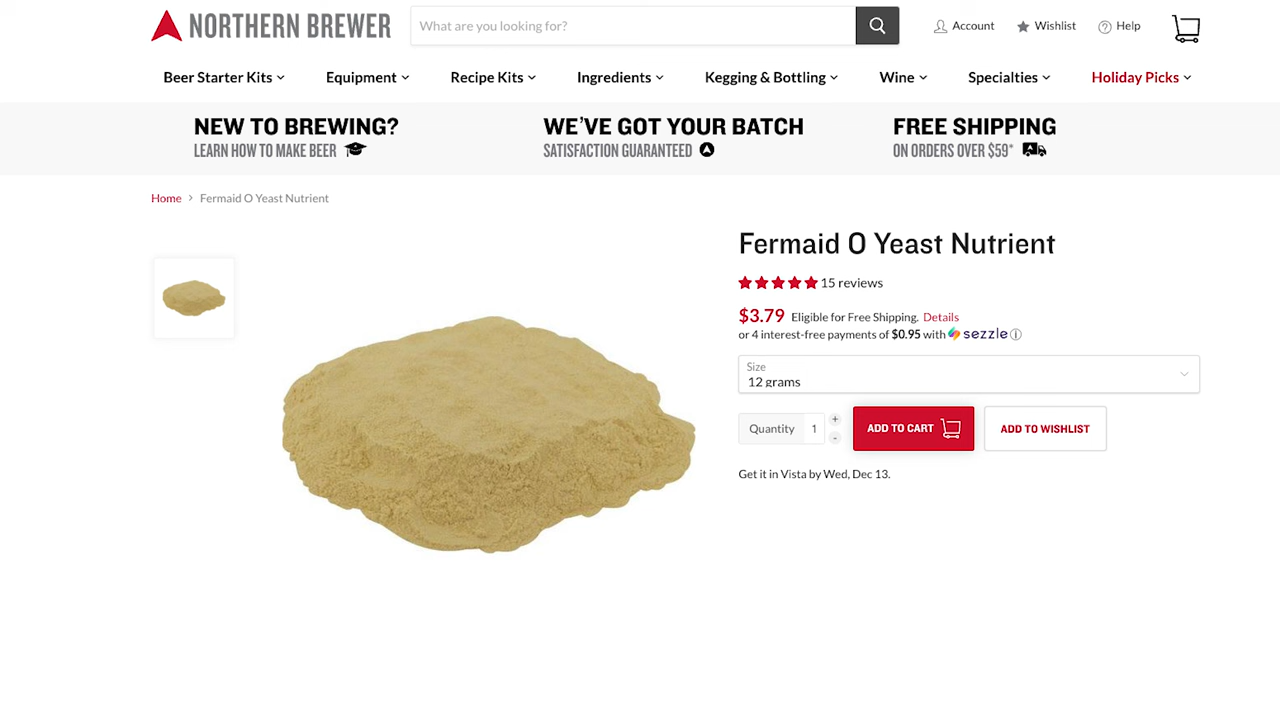 NORTHERN BREWER
What are you looking for?
Account
Wishlist
Help
Beer Starter Kits
Equipment
Recipe Kits
Ingredients
Kegging & Bottling
Wine
Specialties
Holiday Picks
NEW TO BREWING?
LEARN HOW TO MAKE BEER
WE'VE GOT YOUR BATCH
SATISFACTION GUARANTEED
FREE SHIPPING
ON ORDERS OVER $59*
Home > Fermaid O Yeast Nutrient
Fermaid O Yeast Nutrient
15 reviews
$3.79 Eligible for Free Shipping. Details
or 4 interest-free payments of $0.95 with sezzle
Size
12 grams
Quantity 1 + -
ADD TO CART
ADD TO WISHLIST
Get it in Vista by Wed, Dec 13.